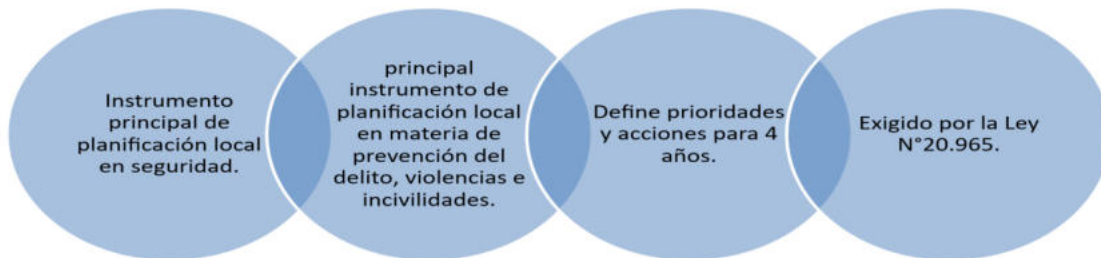 Instrumento
principal de
planificación local
en seguridad.
principal
instrumento de
planificación local
en materia de
prevención del
delito, violencias e
incivilidades.
Define prioridades
y acciones para 4
años.
Exigido por la Ley
N°20.965.